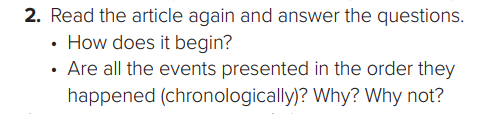 2. Read the article again and answer the questions.
• How does it begin?
• Are all the events presented in the order they
happened (chronologically)? Why? Why not?